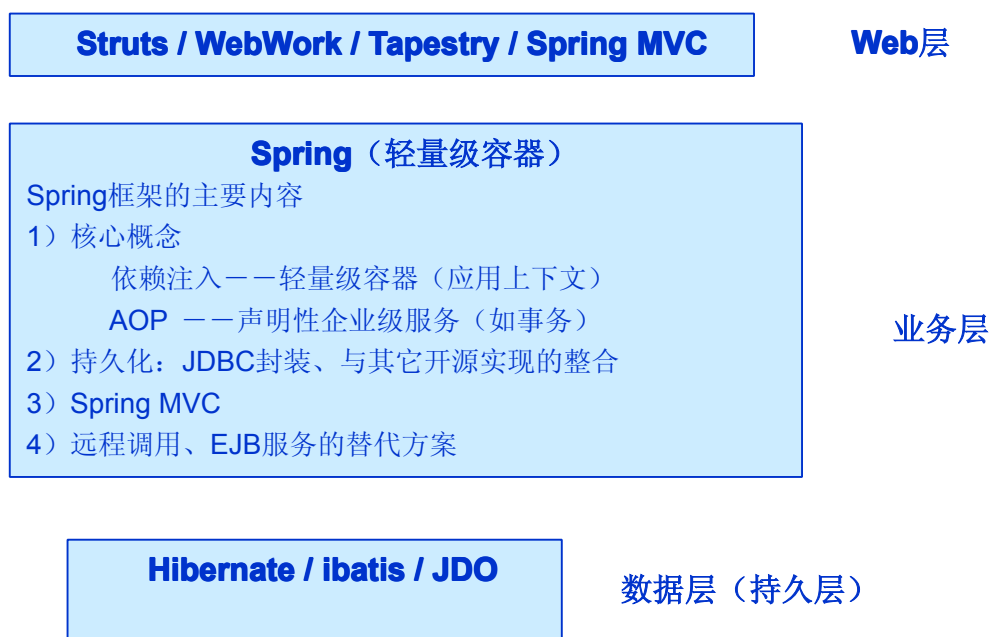 Struts / WebWork / Tapestry / Spring MVC
Web层
Spring（轻量级容器）
Spring框架的主要内容
1）核心概念
依赖注入－－轻量级容器（应用上下文）
AOP －－声明性企业级服务（如事务）
2）持久化：JDBC封装、与其它开源实现的整合
3）Spring MVC
4）远程调用、EJB服务的替代方案
业务层
Hibernate / ibatis / JDO
数据层（持久层）